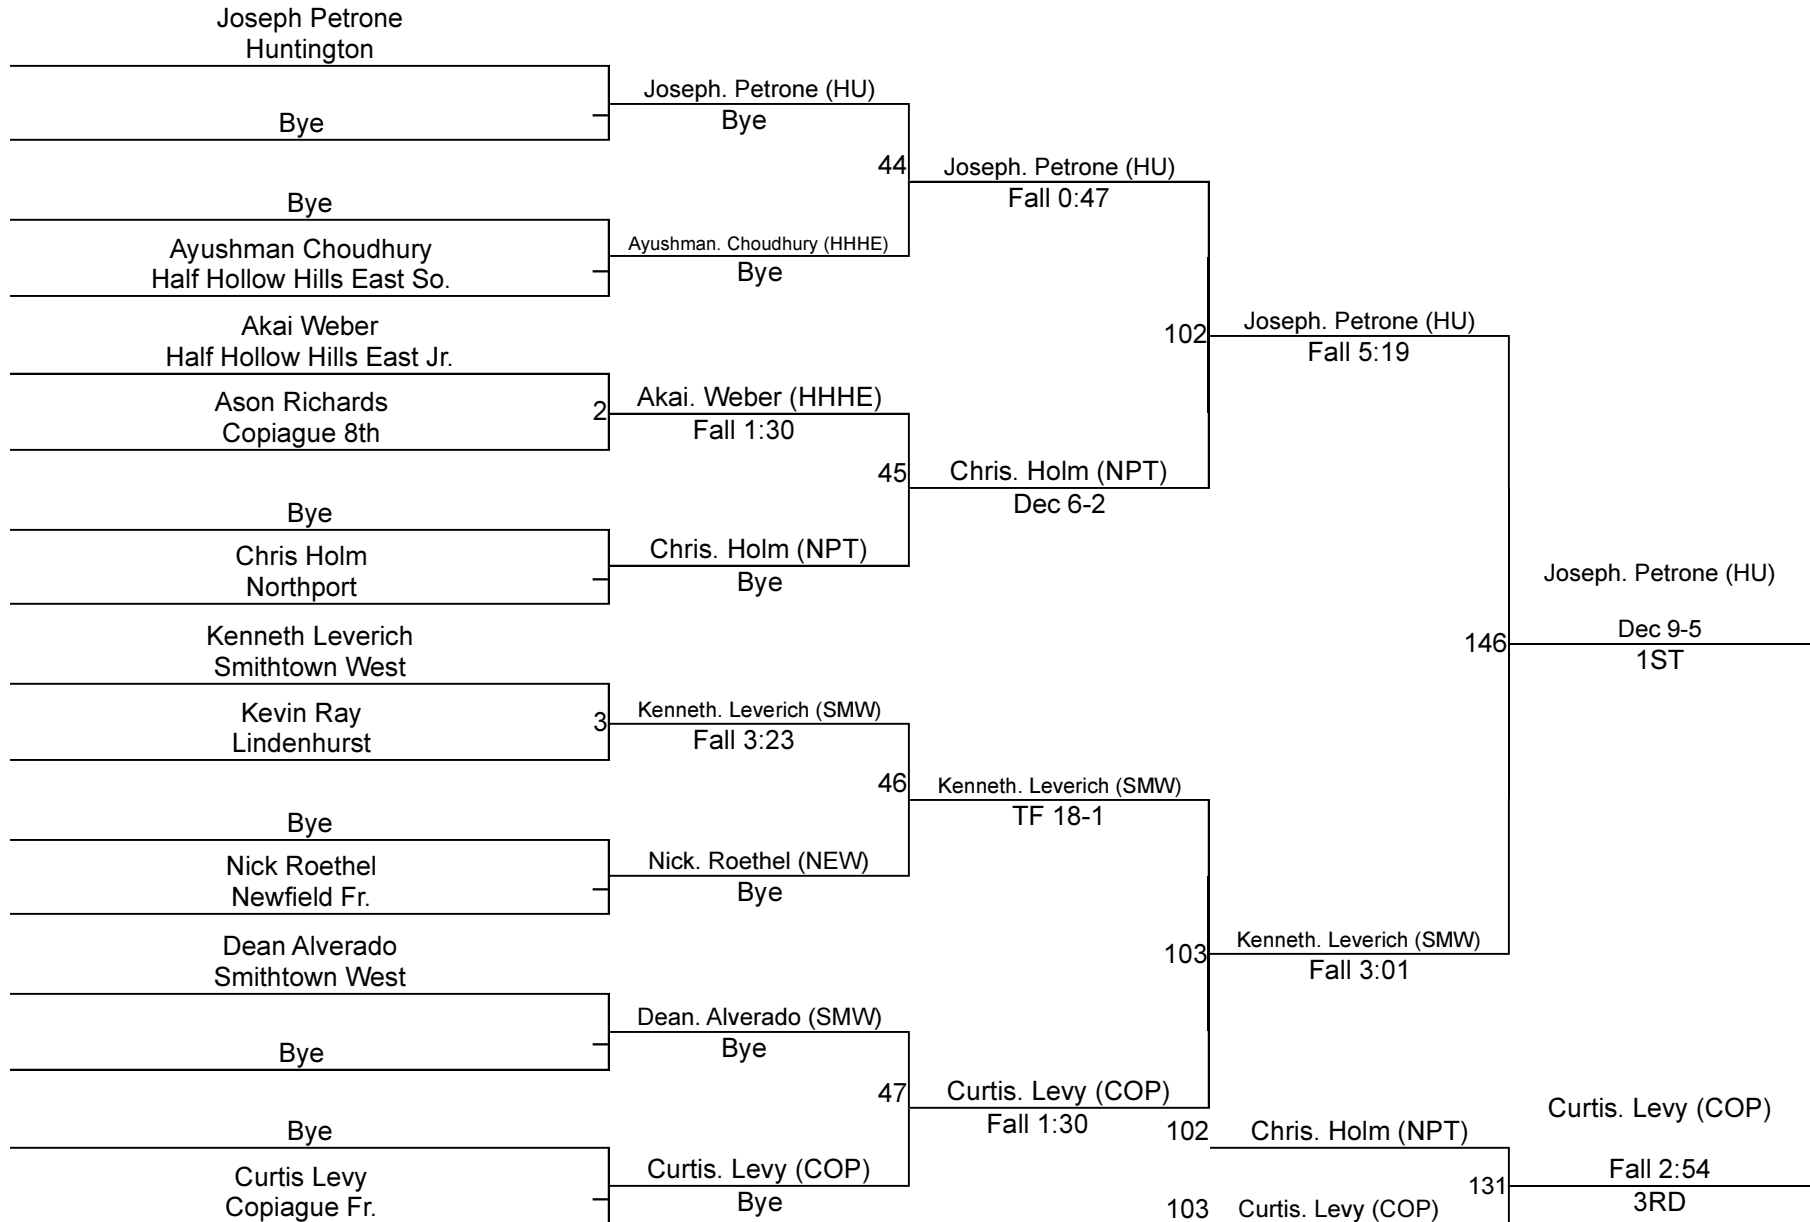 Joseph Petrone
Huntington
Bye
Bye
Ayushman Choudhury
Half Hollow Hills East So.
Akai Weber
Half Hollow Hills East Jr.
Ason Richards
Copiague 8th
2
Bye
Chris Holm
Northport
Kenneth Leverich
Smithtown West
Kevin Ray
Lindenhurst
3
Bye
Nick Roethel
Newfield Fr.
Dean Alverado
Smithtown West
Bye
Bye
Curtis Levy
Copiague Fr.
Joseph. Petrone (HU)
Bye
44
Ayushman. Choudhury (HHHE)
Bye
Akai. Weber (HHHE)
Fall 1:30
45
Chris. Holm (NPT)
Bye
Kenneth. Leverich (SMW)
Fall 3:23
46
Nick. Roethel (NEW)
Bye
Dean. Alverado (SMW)
Bye
47
Curtis. Levy (COP)
Bye
Joseph. Petrone (HU)
Fall 0:47
102
Chris. Holm (NPT)
Dec 6-2
Kenneth. Leverich (SMW)
TF 18-1
103
Curtis. Levy (COP)
Fall 1:30
Joseph. Petrone (HU)
Fall 5:19
146
Kenneth. Leverich (SMW)
Fall 3:01
Joseph. Petrone (HU)
Dec 9-5
1ST
102 Chris. Holm (NPT)
131
103 Curtis. Levy (COP)
Curtis. Levy (COP)
Fall 2:54
3RD